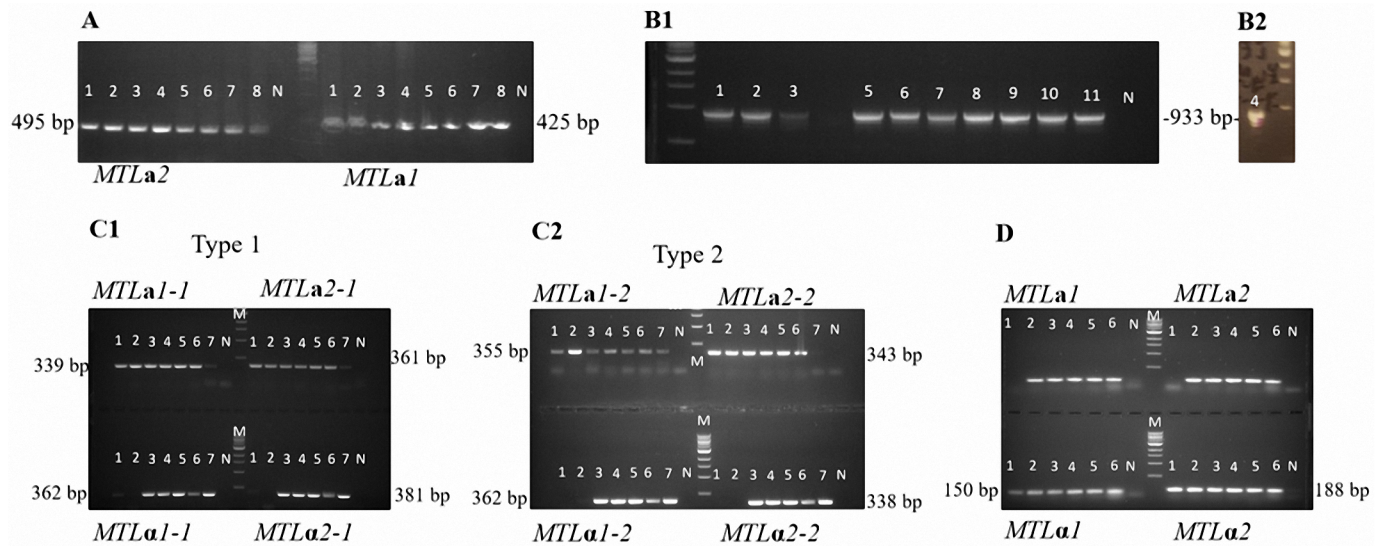 A
1 2 3 4 5 6 7 8 N 1 2 3 4 5 6 7 8 N
495 bp 425 bp
MTLa2 MTLa1
B1
1 2 3 5 6 7 8 9 10 11 N
-933 bp-
B2
4
C1
Type 1
MTLa1-1 MTLa2-1
M
1 2 3 4 5 6 7 N 1 2 3 4 5 6 7 N
339 bp 361 bp
M
1 2 3 4 5 6 7 N 1 2 3 4 5 6 7 N
362 bp 381 bp
MTLα1-1 MTLα2-1
C2
Type 2
MTLa1-2 MTLa2-2
1 2 3 4 5 6 7 N 1 2 3 4 5 6 7 N
355 bp M 343 bp
M
1 2 3 4 5 6 7 N 1 2 3 4 5 6 7 N
362 bp 338 bp
MTLα1-2 MTLα2-2
D
MTLa1 MTLa2
M
1 2 3 4 5 6 N 1 2 3 4 5 6 N
M
1 2 3 4 5 6 N 1 2 3 4 5 6 N
150 bp 188 bp
MTLα1 MTLα2